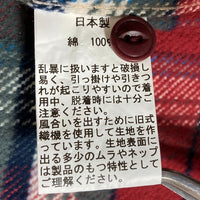 日本製
綿 100%
乱暴に扱いますと破損し
易く、引っ掛けや引きつ
れが起こりやすいので着
用中、脱着時には十分ご
注意ください。
風合いを出すために旧式
織機を使用して生地を作
っています。生地表面に
出る多少のムラやネップ
は製品のもつ特性として
ご理解ください。